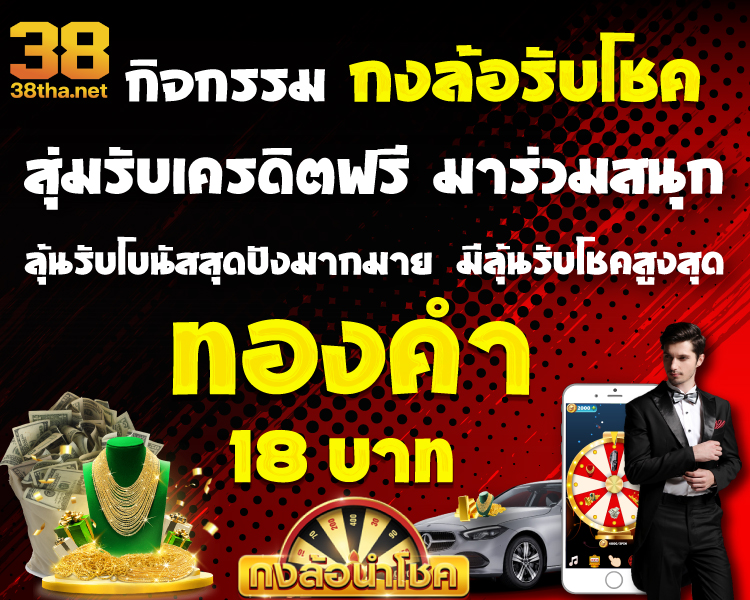 38
38tha.net
กิจกรรม กงล้อรับโชค
สุ่มรับเครดิตฟรี มาร่วมสนุก
ลุ้นรับโบนัสสุดปังมากมาย มีลุ้นรับโชคสูงสุด
ทองคำ
18 บาท
2000
กงล้อนำโชค